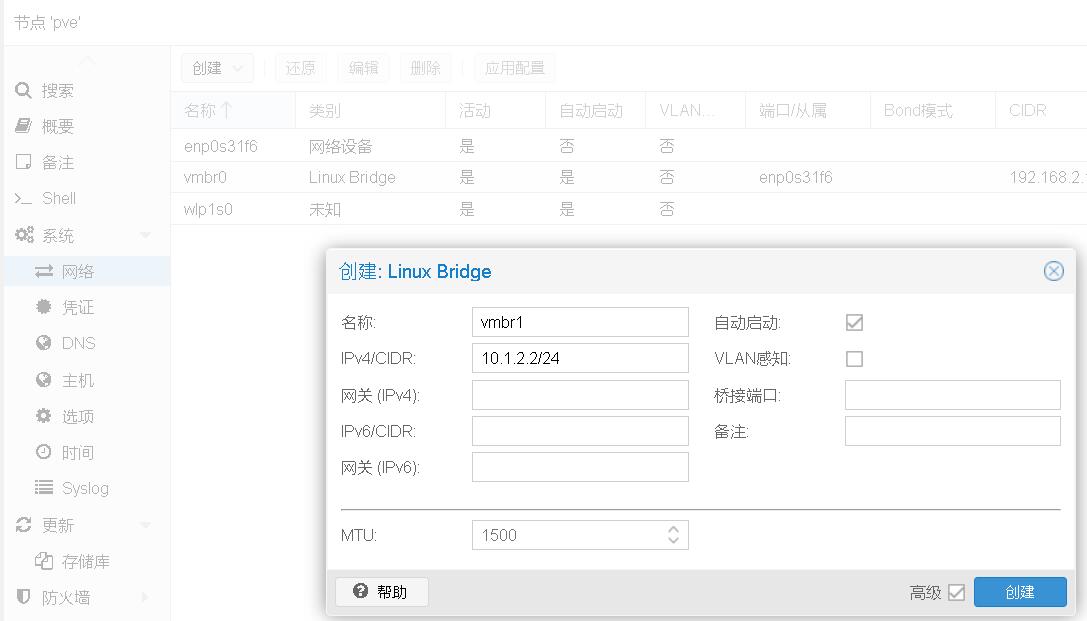 节点 'pve'
搜索
概要
备注
Shell
系统
网络
凭证
DNS
主机
选项
时间
Syslog
更新
存储库
防火墙
创建 还原 编辑 删除 应用配置
名称↑ 类别 活动 自动启动 VLAN... 端口/从属 Bond模式 CIDR
enp0s31f6 网络设备 是 否 否
vmbr0 Linux Bridge 是 是 否 enp0s31f6 192.168.2.
wlp1s0 未知 是 是 否
创建: Linux Bridge
名称: vmbr1 自动启动:
IPv4/CIDR: 10.1.2.2/24 VLAN感知:
网关 (IPv4): 桥接端口:
IPv6/CIDR: 备注:
网关 (IPv6):
MTU: 1500
帮助 高级 创建